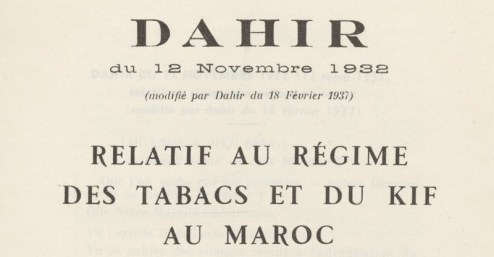 DAHIR
du 12 Novembre 1932
(modifié par Dahir du 18 Février 1937)
RELATIF AU RÉGIME
DES TABACS ET DU KIF
AU MAROC